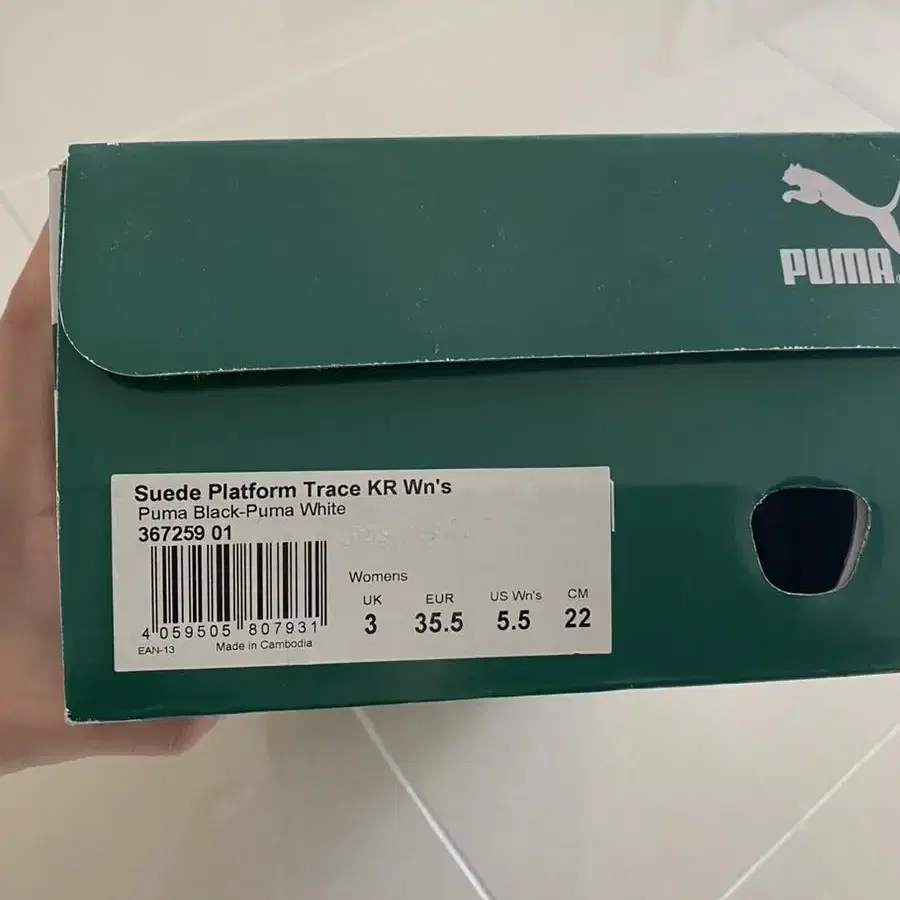 PUMA
Suede Platform Trace KR Wn's
Puma Black-Puma White
367259 01
4 059505 807931
EAN-13 Made in Cambodia
Womens
UK EUR US Wn's CM
3 35.5 5.5 22